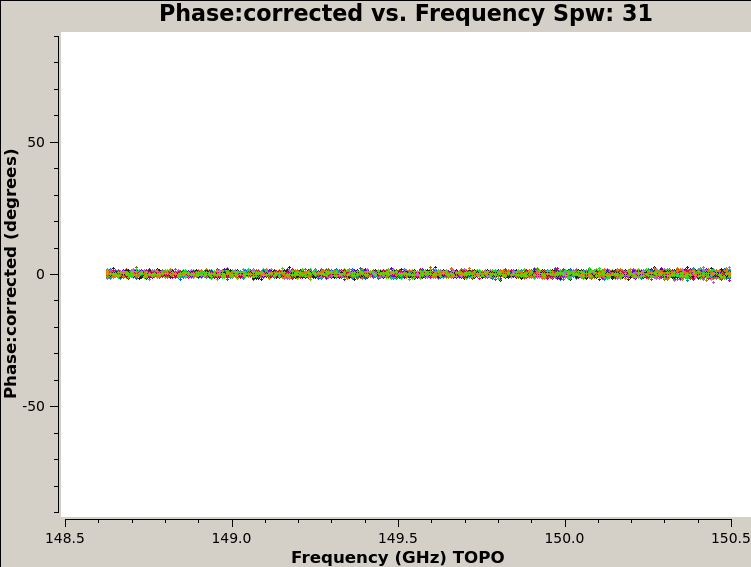 Phase:corrected vs. Frequency Spw: 31
Phase:corrected (degrees)
50
0
-50
148.5 149.0 149.5 150.0 150.5
Frequency (GHz) TOPO